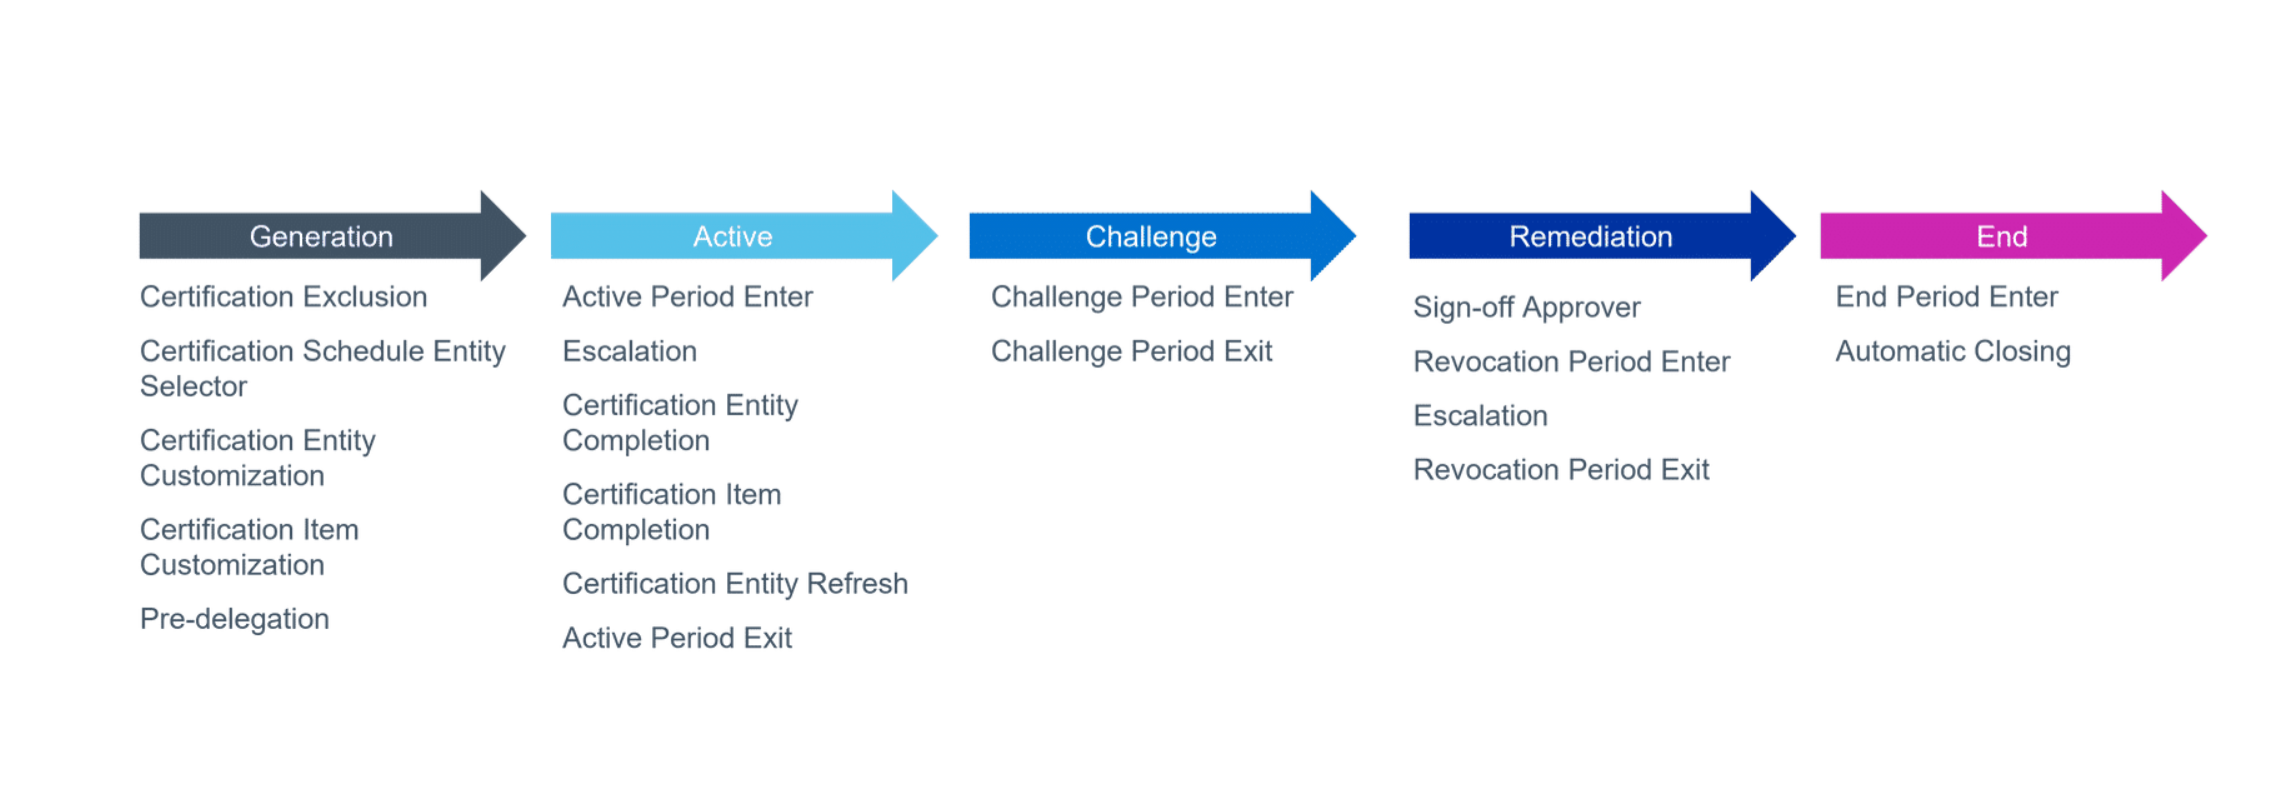 Generation
Certification Exclusion
Certification Schedule Entity
Selector
Certification Entity
Customization
Certification Item
Customization
Pre-delegation
Active
Active Period Enter
Escalation
Certification Entity
Completion
Certification Item
Completion
Certification Entity Refresh
Active Period Exit
Challenge
Challenge Period Enter
Challenge Period Exit
Remediation
Sign-off Approver
Revocation Period Enter
Escalation
Revocation Period Exit
End
End Period Enter
Automatic Closing